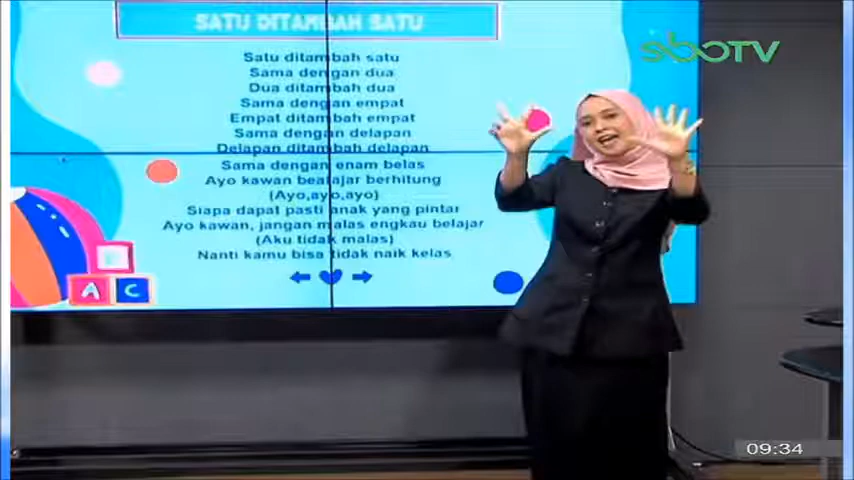 SATU DITAMBAH SATU
sboTV
Satu ditambah satu
Sama dengan dua
Dua ditambah dua
Sama dengan empat
Empat ditambah empat
Sama dengan delapan
Delapan ditambah delapan
Sama dengan enam belas
Ayo kawan bealajar berhitung
(Ayo,ayo,ayo)
Siapa dapat pasti anak yang pintar
Ayo kawan, jangan malas engkau belajar
(Aku tidak malas)
Nanti kamu bisa tidak naik kelas
A C
09:34